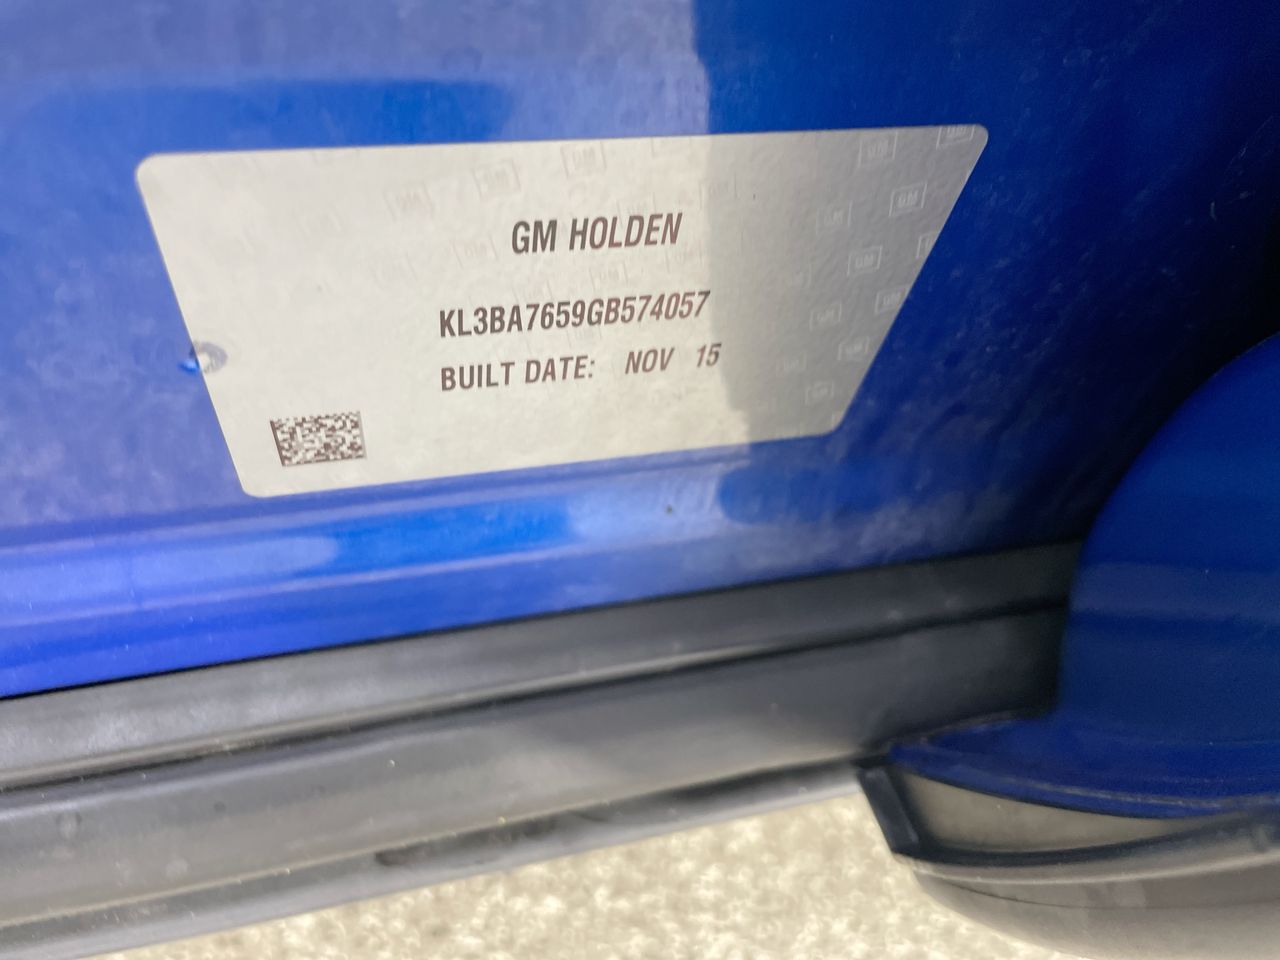 GM HOLDEN
KL3BA7659GB574057
BUILT DATE: NOV 15